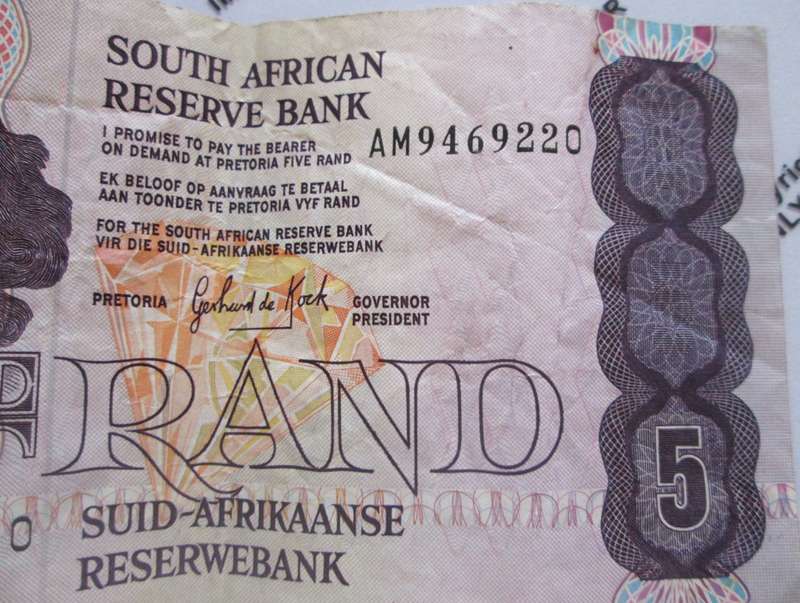 SOUTH AFRICAN
RESERVE BANK
I PROMISE TO PAY THE BEARER
ON DEMAND AT PRETORIA FIVE RAND
AM9469220
EK BELOOF OP AANVRAAG TE BETAAL
AAN TOONDER TE PRETORIA VYF RAND
FOR THE SOUTH AFRICAN RESERVE BANK
VIR DIE SUID-AFRIKAANSE RESERWEBANK
PRETORIA Gerhard de Kock GOVERNOR
PRESIDENT
RAND
5
0 SUID-AFRIKAANSE
RESERWEBANK